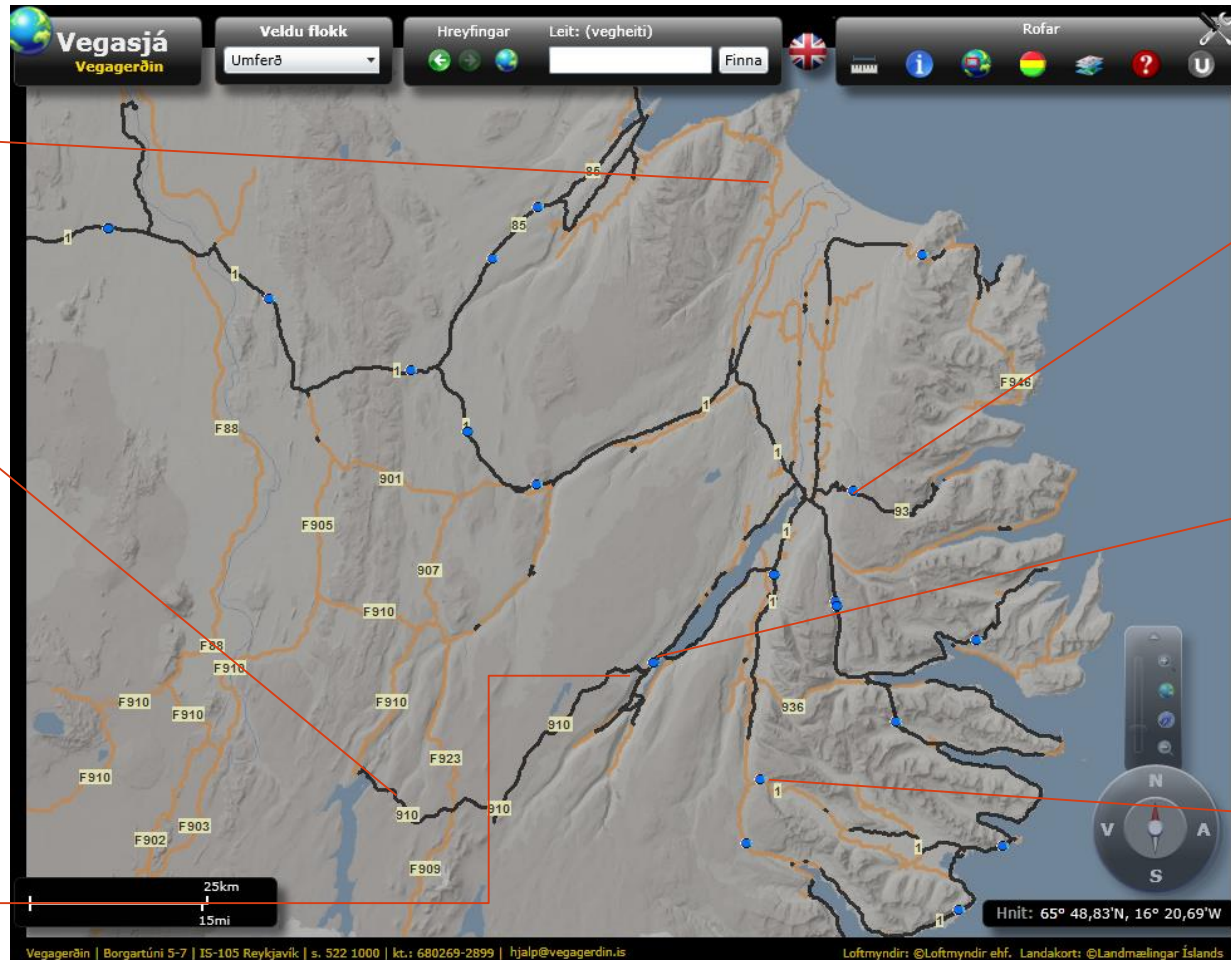 Vegasjá
Vegagerðin
Veldu flokk
Umferð
Hreyfingar
Leit: (vegheiti)
Finna
Rofar
i
?
U
85
85
1
1
F946
1
1
F88
1
1
901
93
F905
1
907
1
F910
F88
F910
936
F910
F910
910
F910
F923
F910
1
910
910
F903
F902
1
F909
1
N
V
A
S
25km
15mi
Hnit: 65° 48,83'N, 16° 20,69'W
Vegagerðin | Borgartúni 5-7 | IS-105 Reykjavík | s. 522 1000 | kt.: 680269-2899 | hjalp@vegagerdin.is
Loftmyndir: ©Loftmyndir ehf. Landakort: ©Landmælingar Íslands